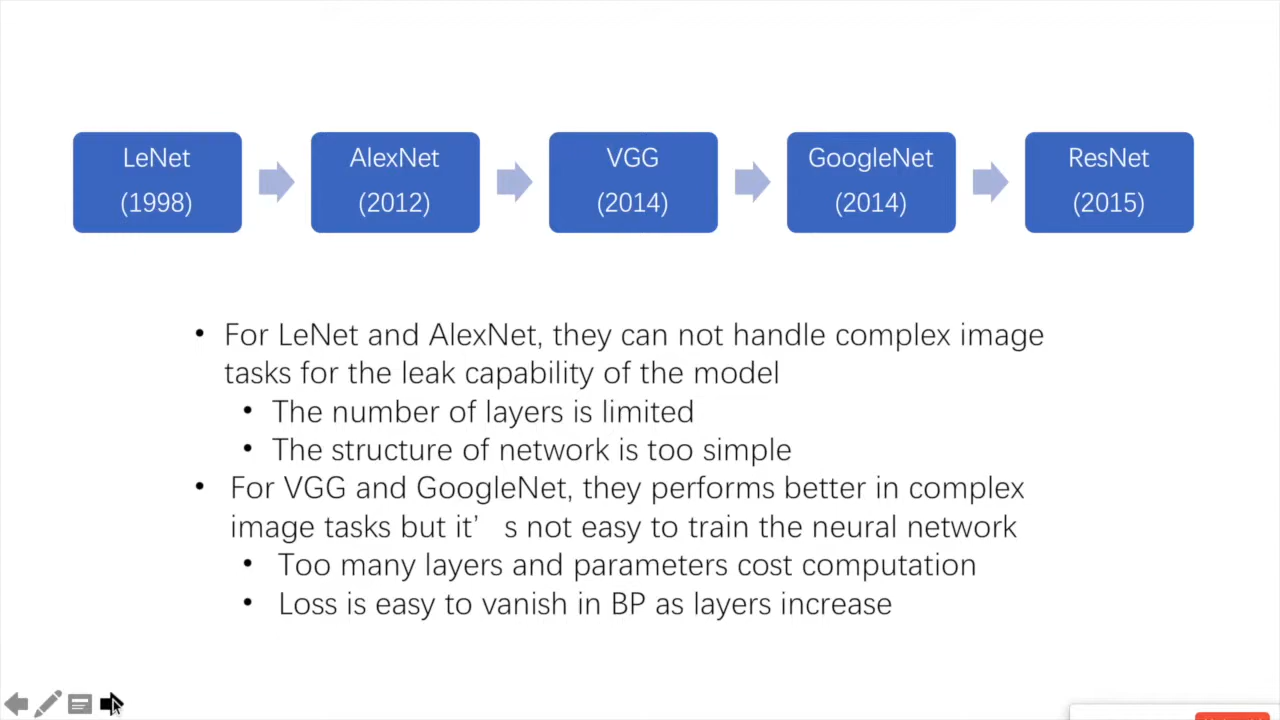 LeNet
(1998)
AlexNet
(2012)
VGG
(2014)
GoogleNet
(2014)
ResNet
(2015)
• For LeNet and AlexNet, they can not handle complex image
tasks for the leak capability of the model
• The number of layers is limited
• The structure of network is too simple
• For VGG and GoogleNet, they performs better in complex
image tasks but it’ s not easy to train the neural network
• Too many layers and parameters cost computation
• Loss is easy to vanish in BP as layers increase